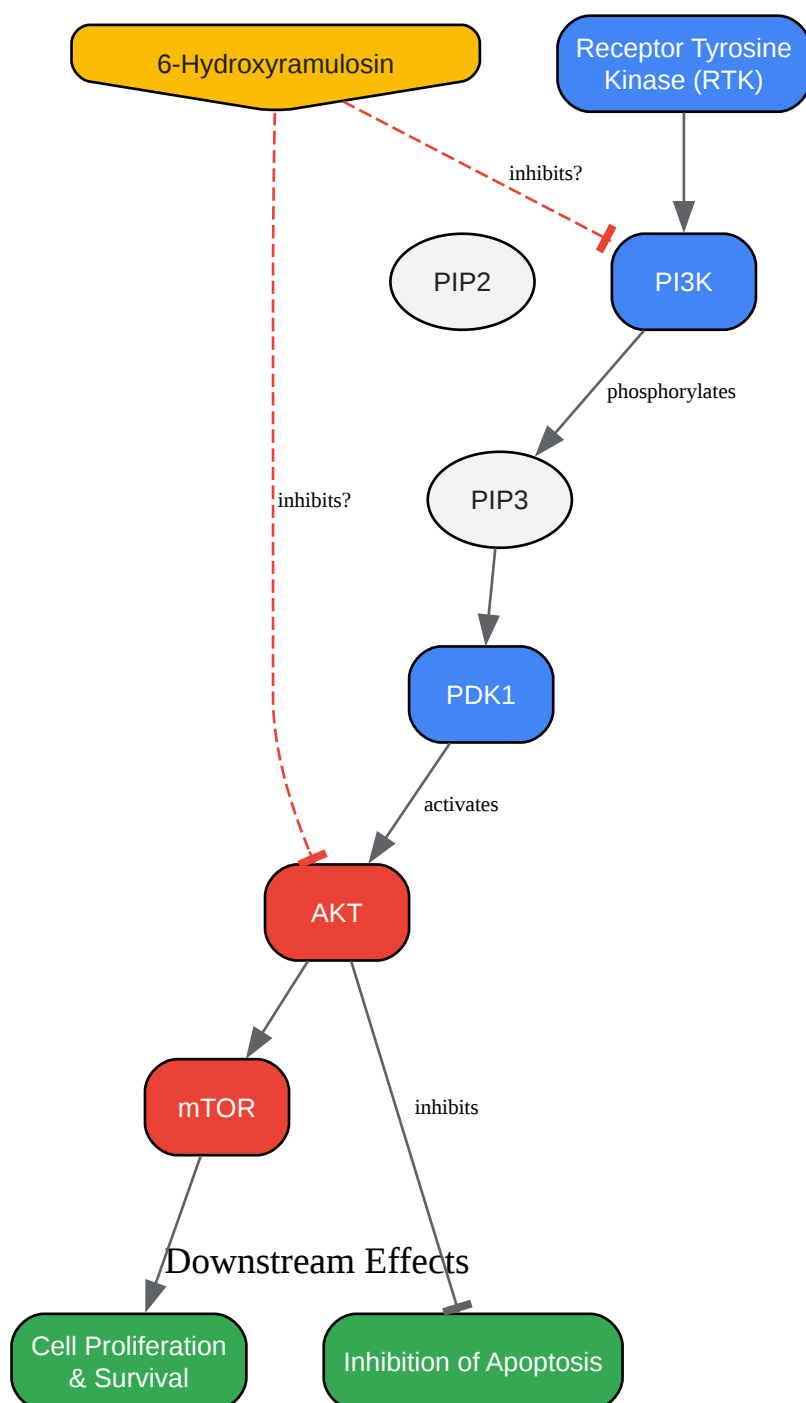 6-Hydroxyramulosin
Receptor Tyrosine
Kinase (RTK)
inhibits?
PIP2
PI3K
phosphorylates
PIP3
inhibits?
PDK1
activates
AKT
mTOR
inhibits
Downstream Effects
Cell Proliferation
& Survival
Inhibition of Apoptosis